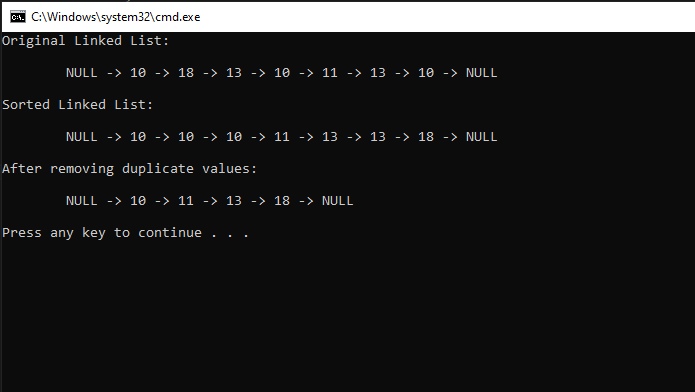 C:\Windows\system32\cmd.exe
Original Linked List:
NULL -> 10 -> 18 -> 13 -> 10 -> 11 -> 13 -> 10 -> NULL
Sorted Linked List:
NULL -> 10 -> 10 -> 10 -> 11 -> 13 -> 13 -> 18 -> NULL
After removing duplicate values:
NULL -> 10 -> 11 -> 13 -> 18 -> NULL
Press any key to continue . . .